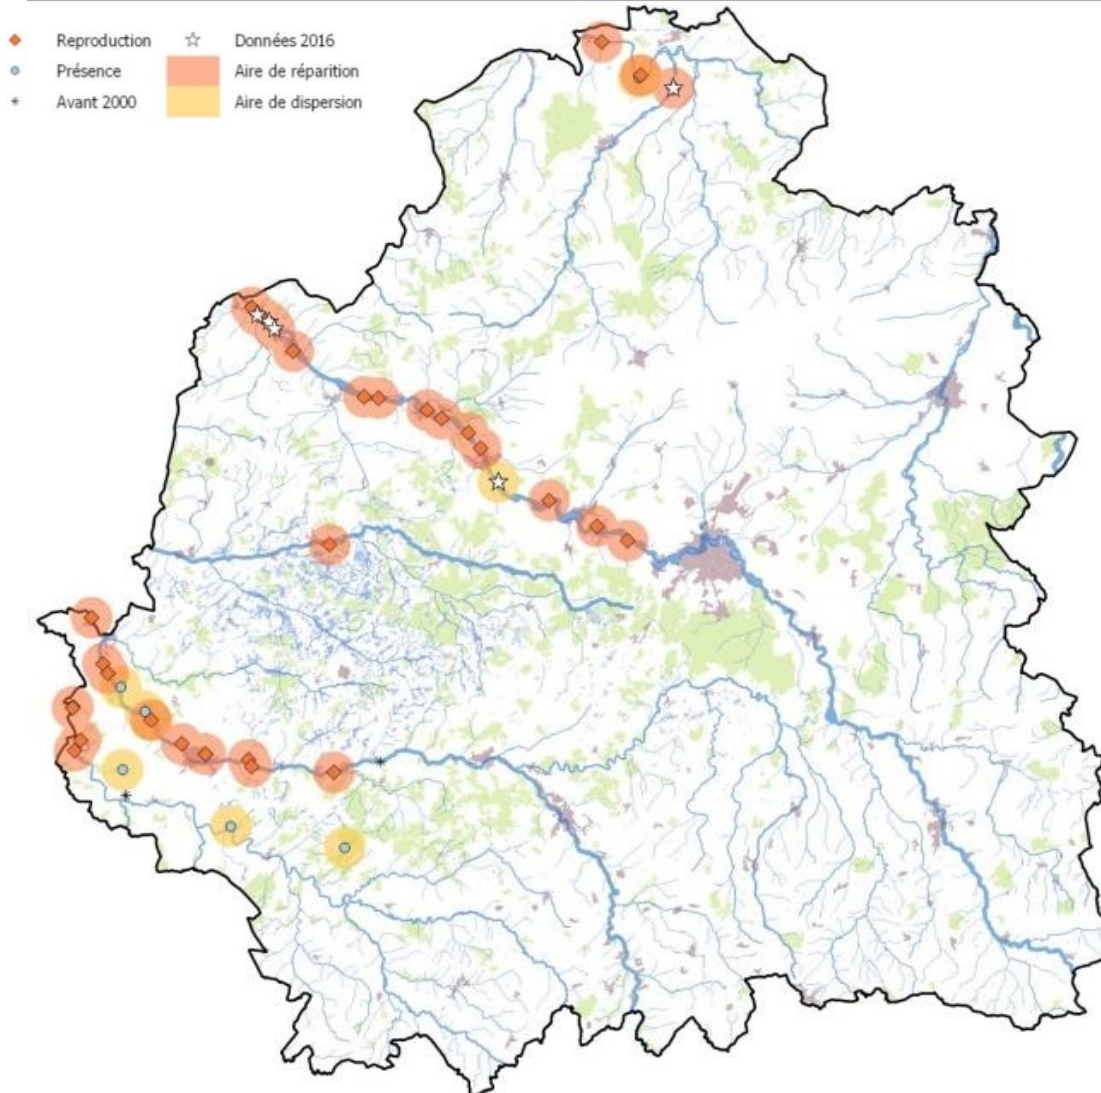 Reproduction
Données 2016
Présence
Aire de réparition
Avant 2000
Aire de dispersion